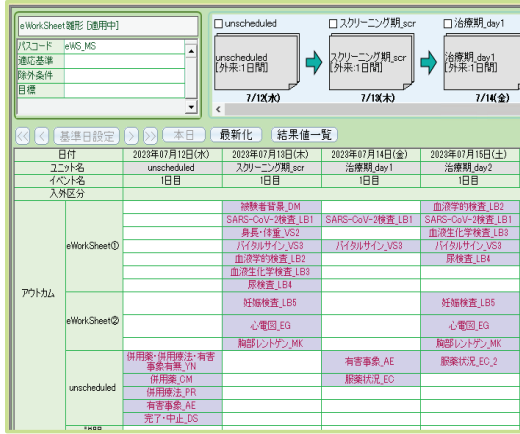 eWorkSheet雛形 [適用中]
パスコード eWS_MS
適応基準
除外条件
目標
unscheduled
スクリーニング期_scr
治療期_day1
unscheduled
[外来:1日間]
スクリーニング期_scr
[外来:1日間]
治療期_day1
[外来:1日間]
7/12(水)
7/13(木)
7/14(金)
基準日設定 本日 最新化 結果値一覧
日付 2023年07月12日(水) 2023年07月13日(木) 2023年07月14日(金) 2023年07月15日(土)
ユニット名 unscheduled スクリーニング期_scr 治療期_day1 治療期_day2
イベント名 1日目 1日目 1日目 1日目
入外区分
アウトカム
eWorkSheet①
被験者背景_DM 血液学的検査_LB2
SARS-CoV-2検査_LB1 SARS-CoV-2検査_LB1 SARS-CoV-2検査_LB1
身長・体重_VS2 血液生化学検査_LB3
バイタルサイン_VS3 バイタルサイン_VS3 バイタルサイン_VS3
血液学的検査_LB2 尿検査_LB4
血液生化学検査_LB3
尿検査_LB4
eWorkSheet②
妊娠検査_LB5 妊娠検査_LB5
心電図_EG 心電図_EG
胸部レントゲン_MK 胸部レントゲン_MK
unscheduled
併用薬・併用療法・有害
事象有無_YN 有害事象_AE 服薬状況_EC_2
併用薬_CM 服薬状況_EC
併用療法_PR
有害事象_AE
完了・中止_DS